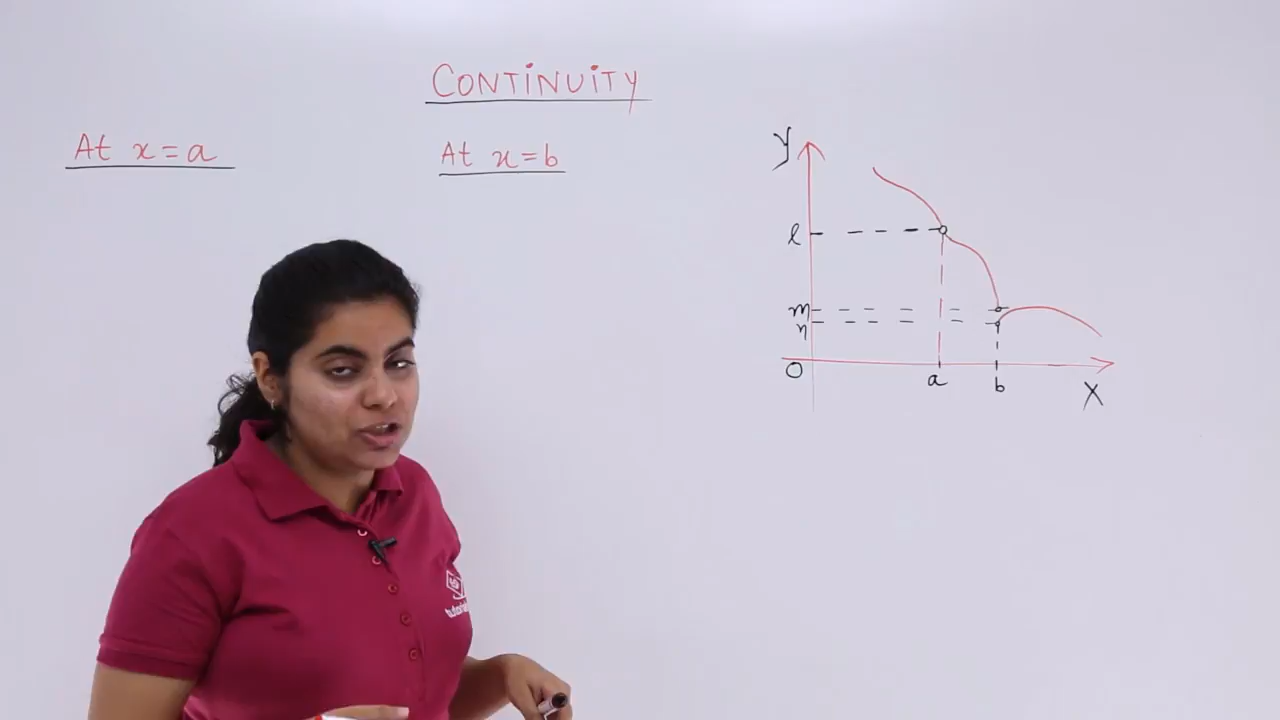 CONTINUITY
At x = a
At x = b
y
l
m
n
O
a
b
X